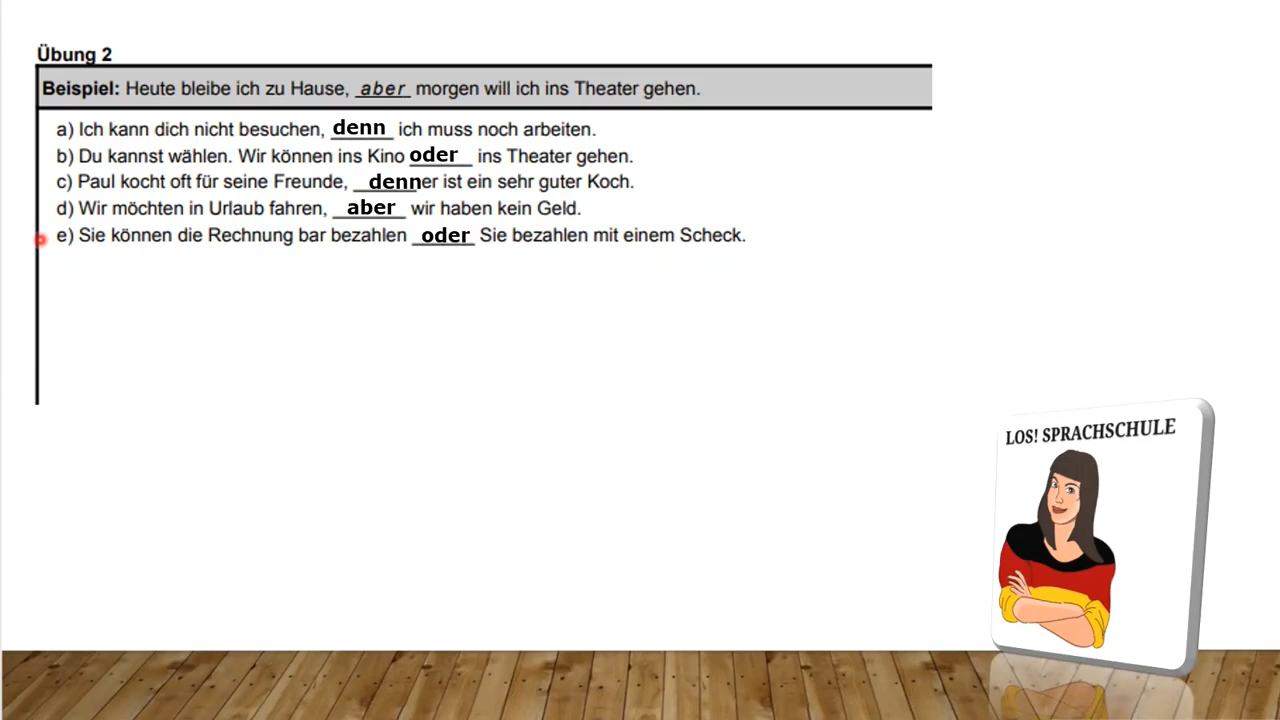 Übung 2
Beispiel: Heute bleibe ich zu Hause, aber morgen will ich ins Theater gehen.
a) Ich kann dich nicht besuchen, denn ich muss noch arbeiten.
b) Du kannst wählen. Wir können ins Kino oder ins Theater gehen.
c) Paul kocht oft für seine Freunde, denn er ist ein sehr guter Koch.
d) Wir möchten in Urlaub fahren, aber wir haben kein Geld.
e) Sie können die Rechnung bar bezahlen oder Sie bezahlen mit einem Scheck.
LOS! SPRACHSCHULE